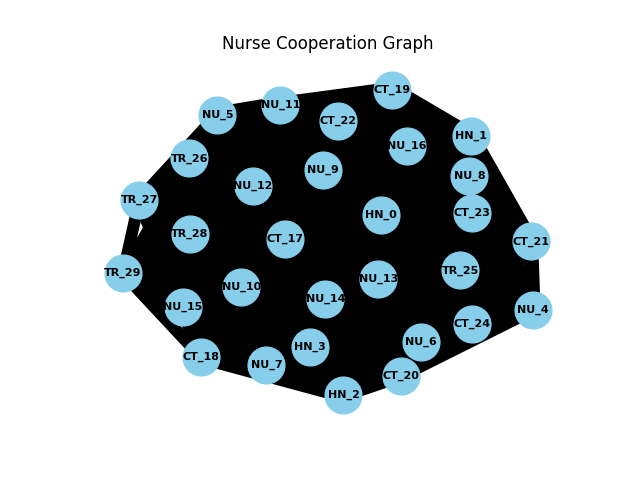 Nurse Cooperation Graph
CT_19
NU_11
NU_5
CT_22
HN_1
NU_16
TR_26
NU_9
NU_8
NU_12
TR_27
CT_23
HN_0
TR_28
CT_17
CT_21
TR_25
TR_29
NU_13
NU_10
NU_14
NU_15
NU_4
CT_24
NU_6
HN_3
CT_18
NU_7
CT_20
HN_2